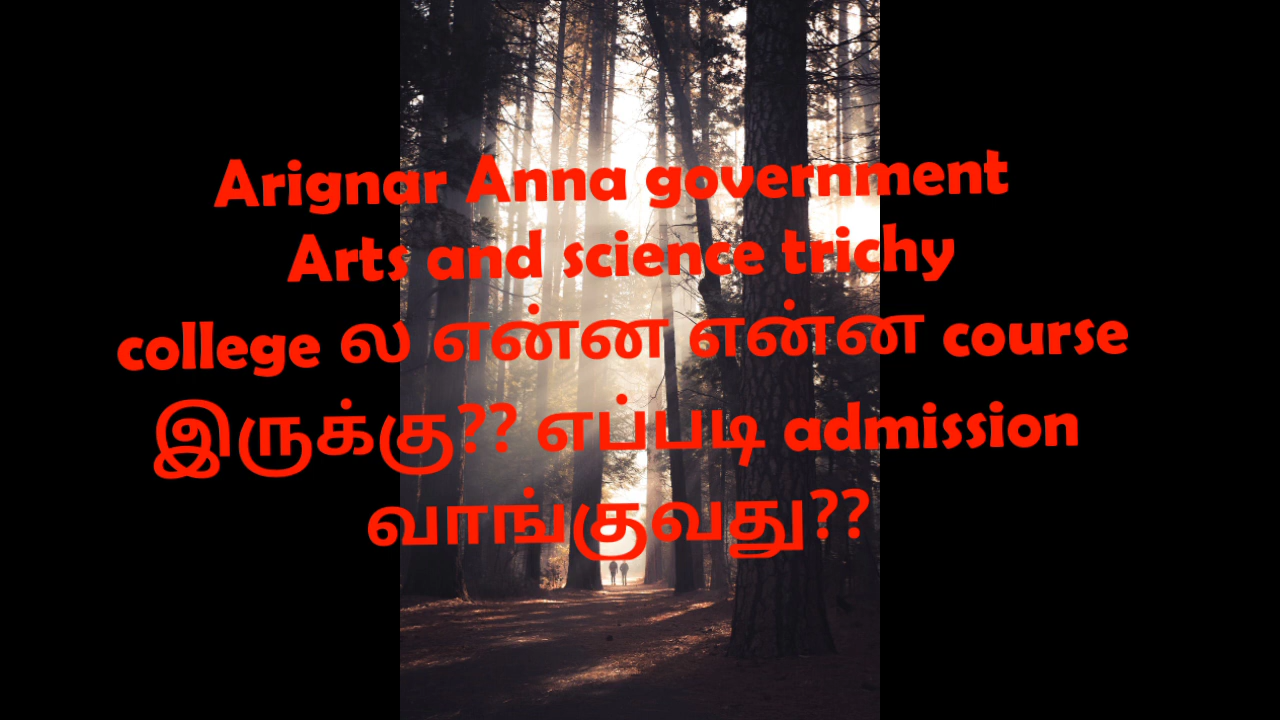 Arignar Anna government
Arts and science trichy
college ல என்ன என்ன course
இருக்கு?? எப்படி admission
வாங்குவது??